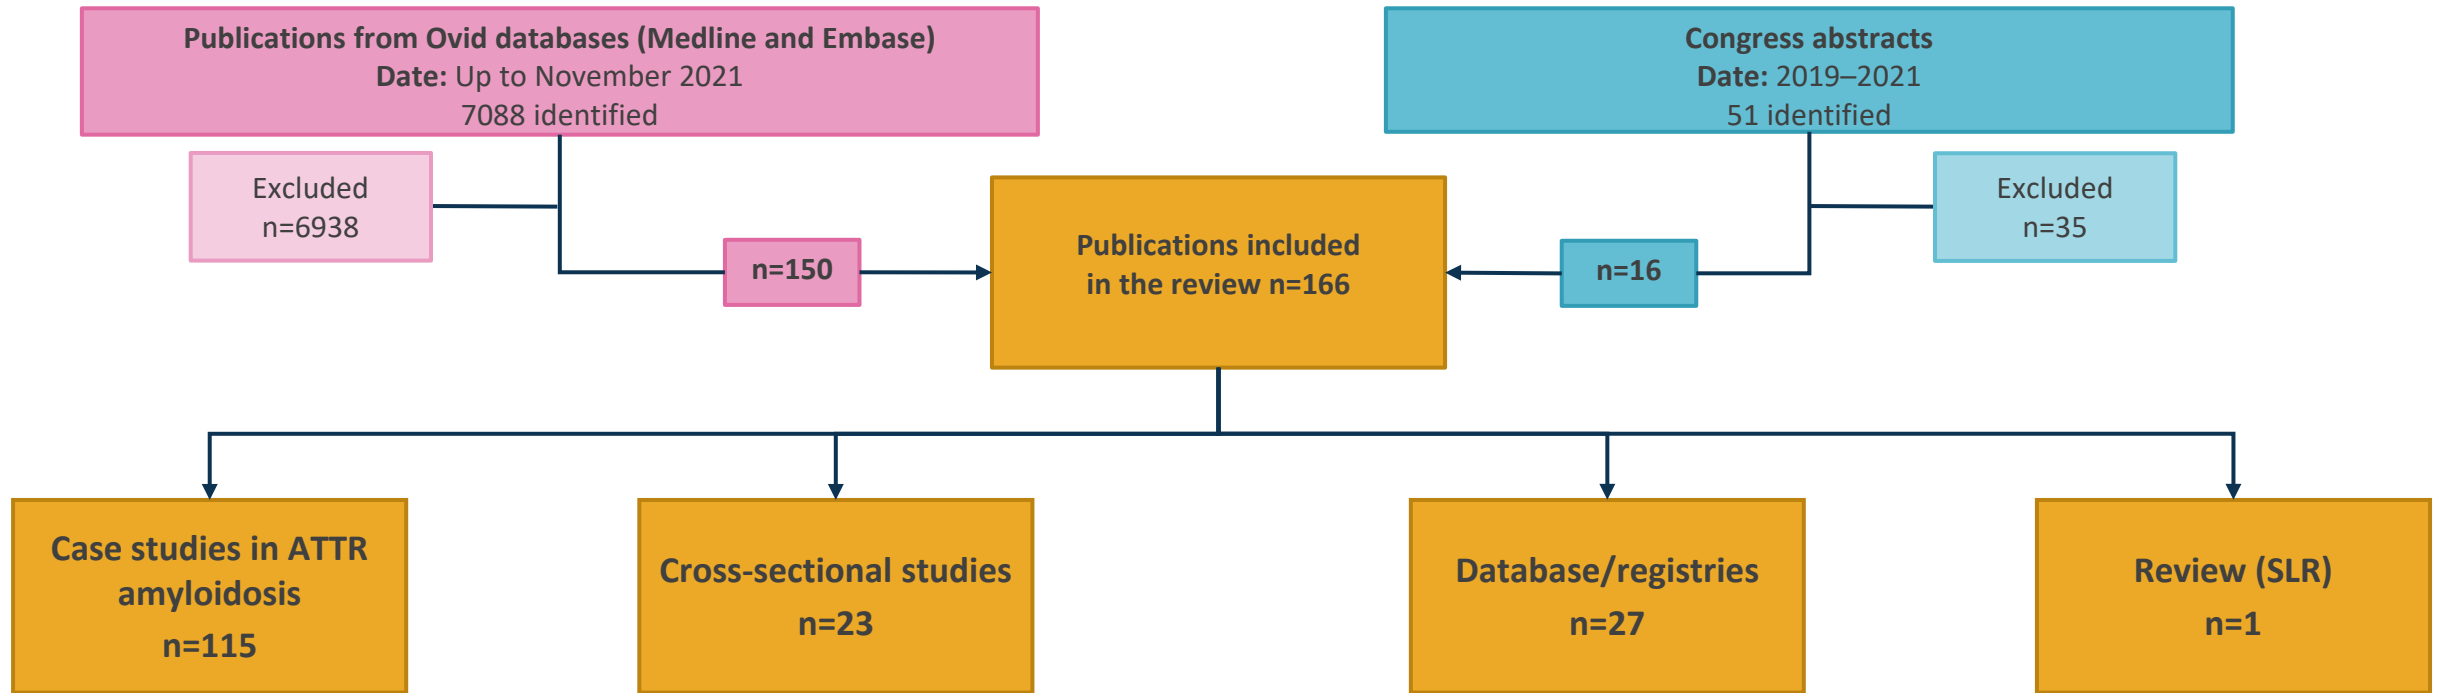 Publications from Ovid databases (Medline and Embase)
Date: Up to November 2021
7088 identified
Congress abstracts
Date: 2019–2021
51 identified
Excluded
n=6938
Excluded
n=35
n=150
Publications included
in the review n=166
n=16
Case studies in ATTR
amyloidosis
n=115
Cross-sectional studies
n=23
Database/registries
n=27
Review (SLR)
n=1